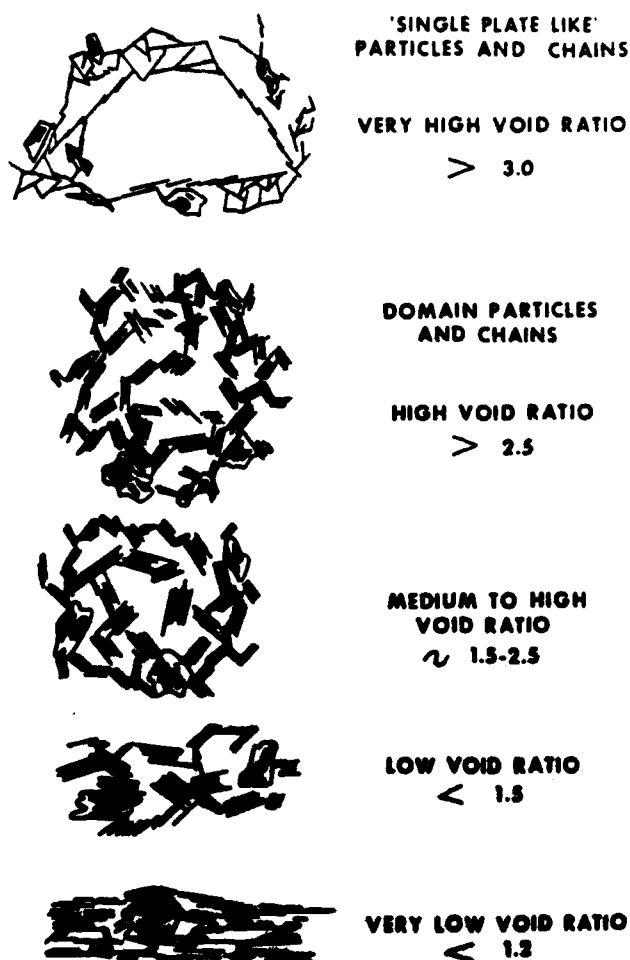 'SINGLE PLATE LIKE'
PARTICLES AND CHAINS
VERY HIGH VOID RATIO
> 3.0
DOMAIN PARTICLES
AND CHAINS
HIGH VOID RATIO
> 2.5
MEDIUM TO HIGH
VOID RATIO
~ 1.5-2.5
LOW VOID RATIO
< 1.5
VERY LOW VOID RATIO
< 1.2